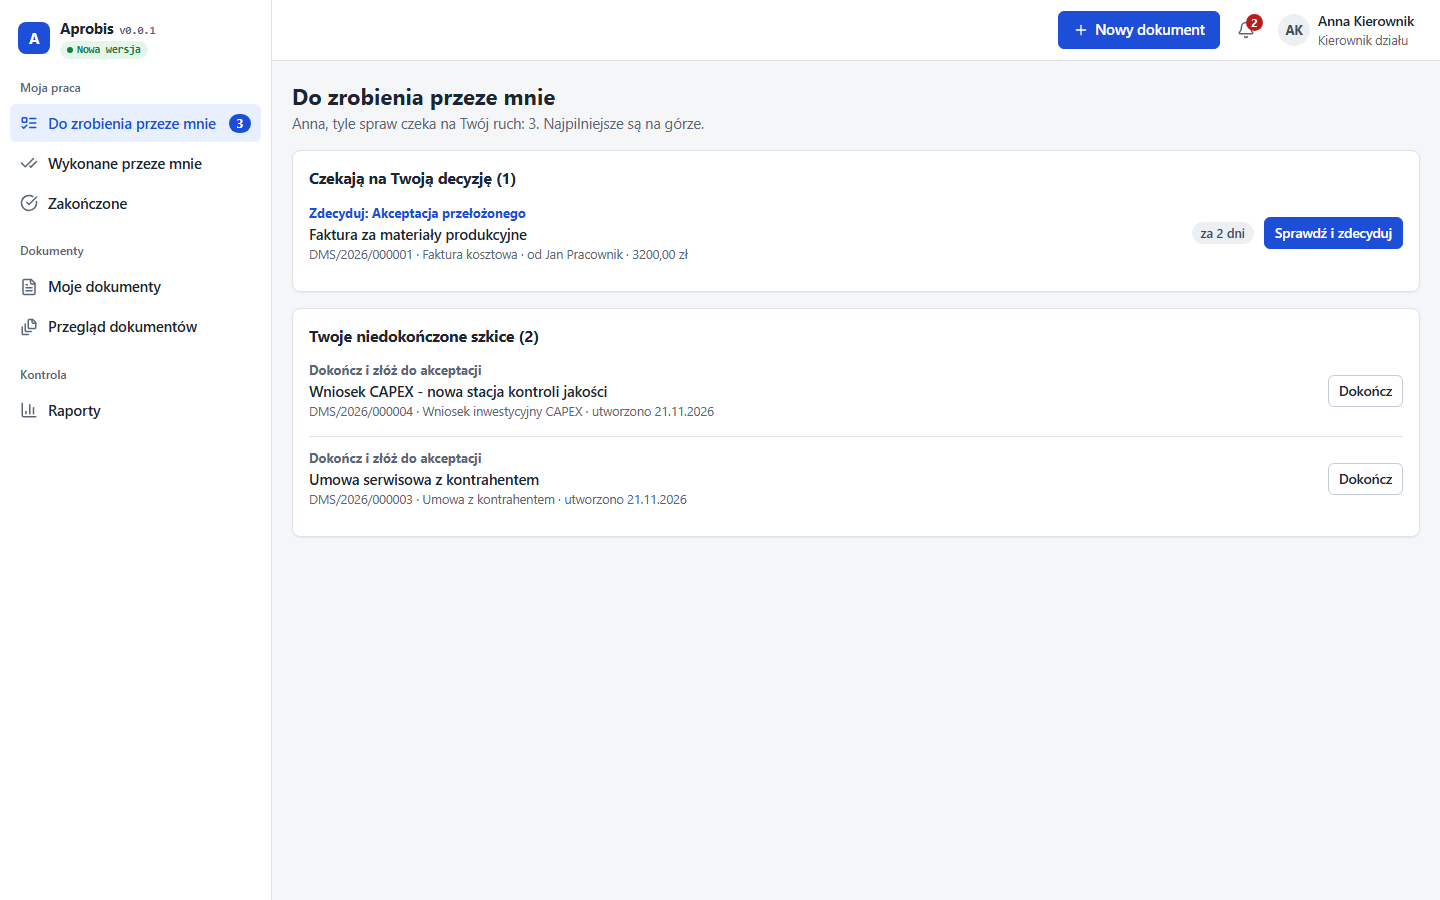 A
Aprobis v0.0.1
Nowa wersja
Moja praca
Do zrobienia przeze mnie 3
Wykonane przeze mnie
Zakończone
Dokumenty
Moje dokumenty
Przegląd dokumentów
Kontrola
Raporty
Nowy dokument
2
AK
Anna Kierownik
Kierownik działu
Do zrobienia przeze mnie
Anna, tyle spraw czeka na Twój ruch: 3. Najpilniejsze są na górze.
Czekają na Twoją decyzję (1)
Zdecyduj: Akceptacja przełożonego
Faktura za materiały produkcyjne
DMS/2026/000001 · Faktura kosztowa · od Jan Pracownik · 3200,00 zł
za 2 dni
Sprawdź i zdecyduj
Twoje niedokończone szkice (2)
Dokończ i złóż do akceptacji
Wniosek CAPEX - nowa stacja kontroli jakości
DMS/2026/000004 · Wniosek inwestycyjny CAPEX · utworzono 21.11.2026
Dokończ
Dokończ i złóż do akceptacji
Umowa serwisowa z kontrahentem
DMS/2026/000003 · Umowa z kontrahentem · utworzono 21.11.2026
Dokończ